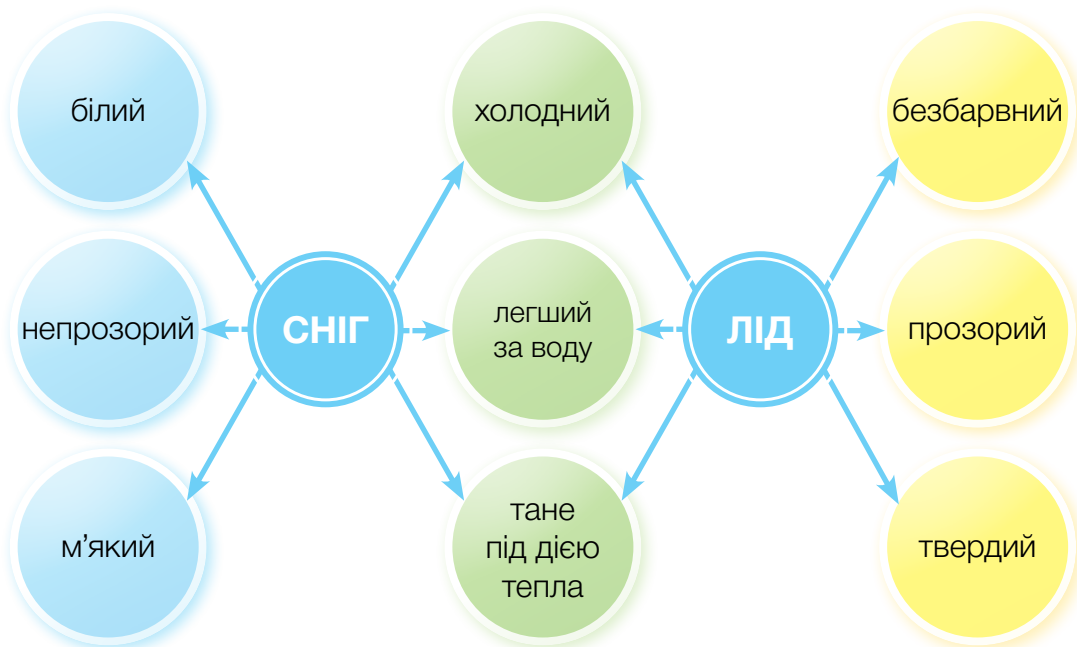 білий
холодний
безбарвний
непрозорий
СНІГ
легший
за воду
ЛІД
прозорий
м’який
тане
під дією
тепла
твердий